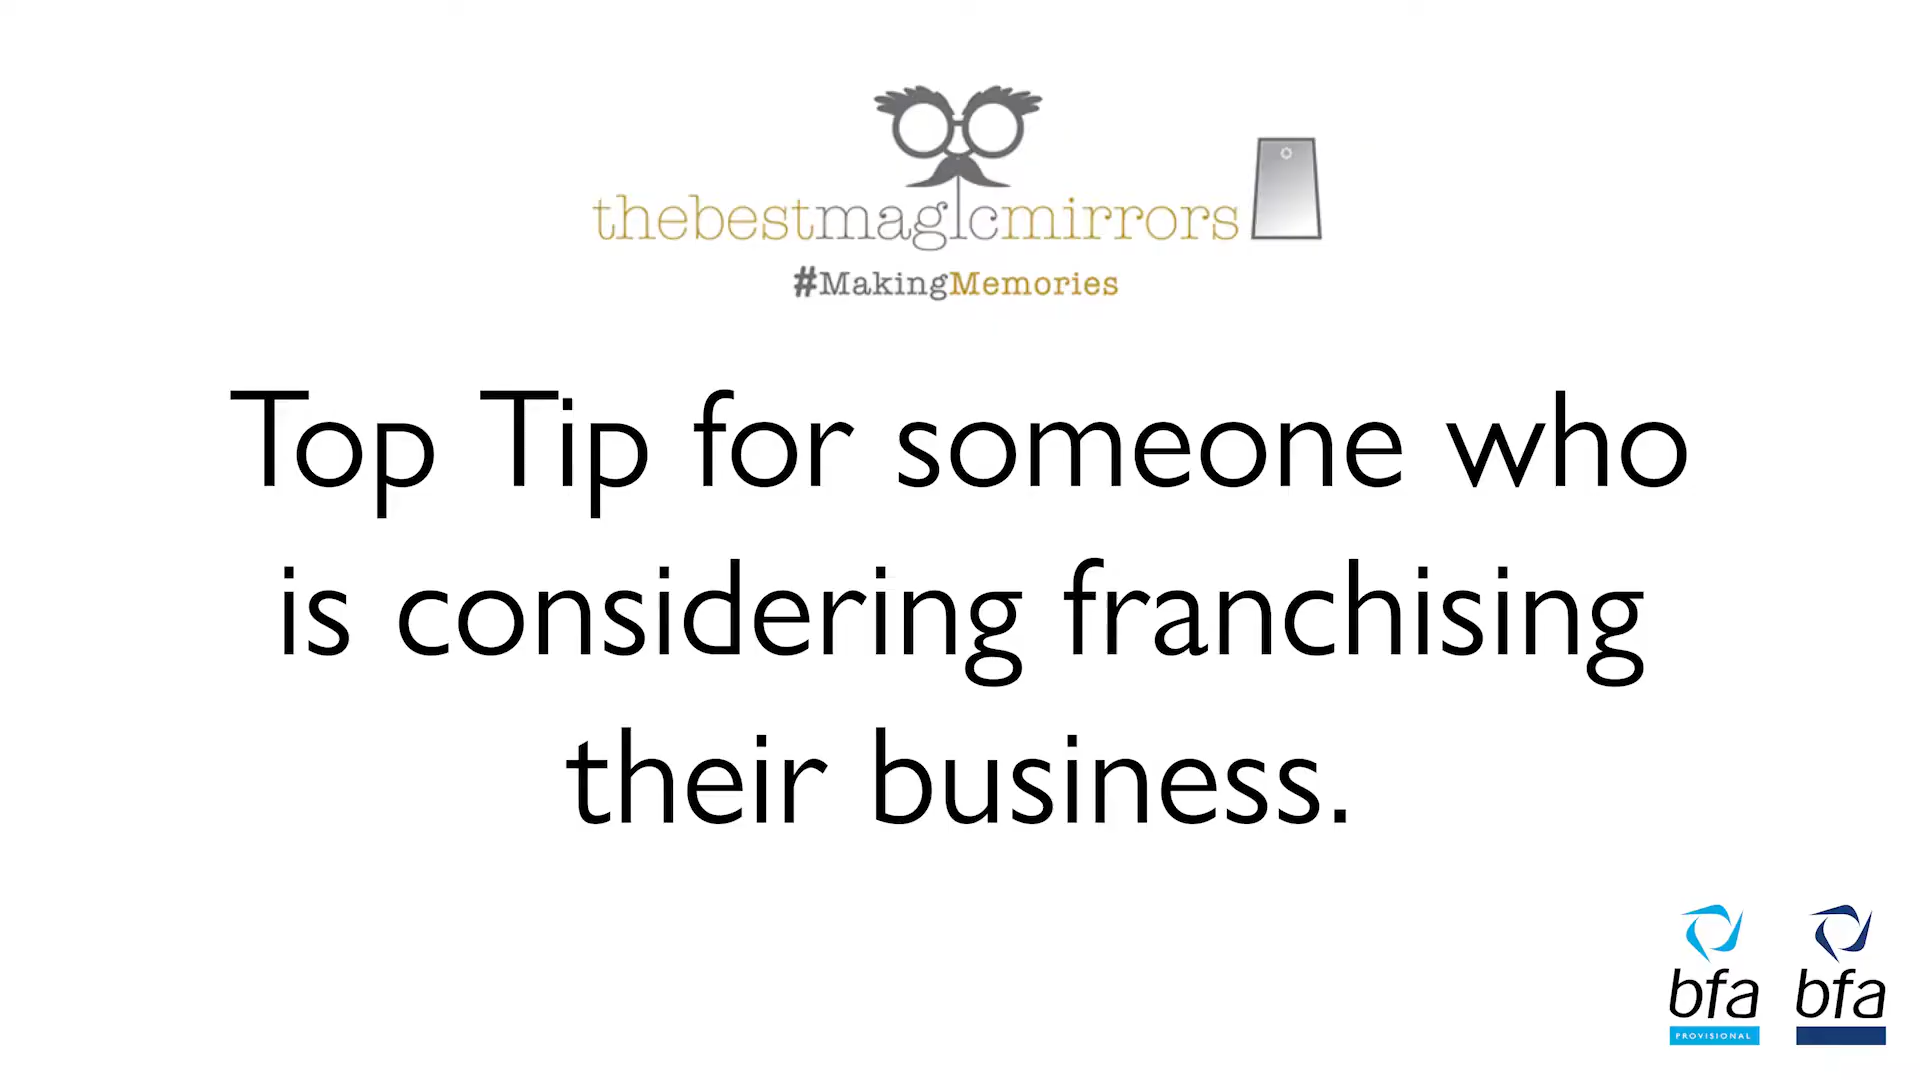 thebestmagicmirrors
#MakingMemories
Top Tip for someone who
is considering franchising
their business.
bfa bfa
PROVISIONAL